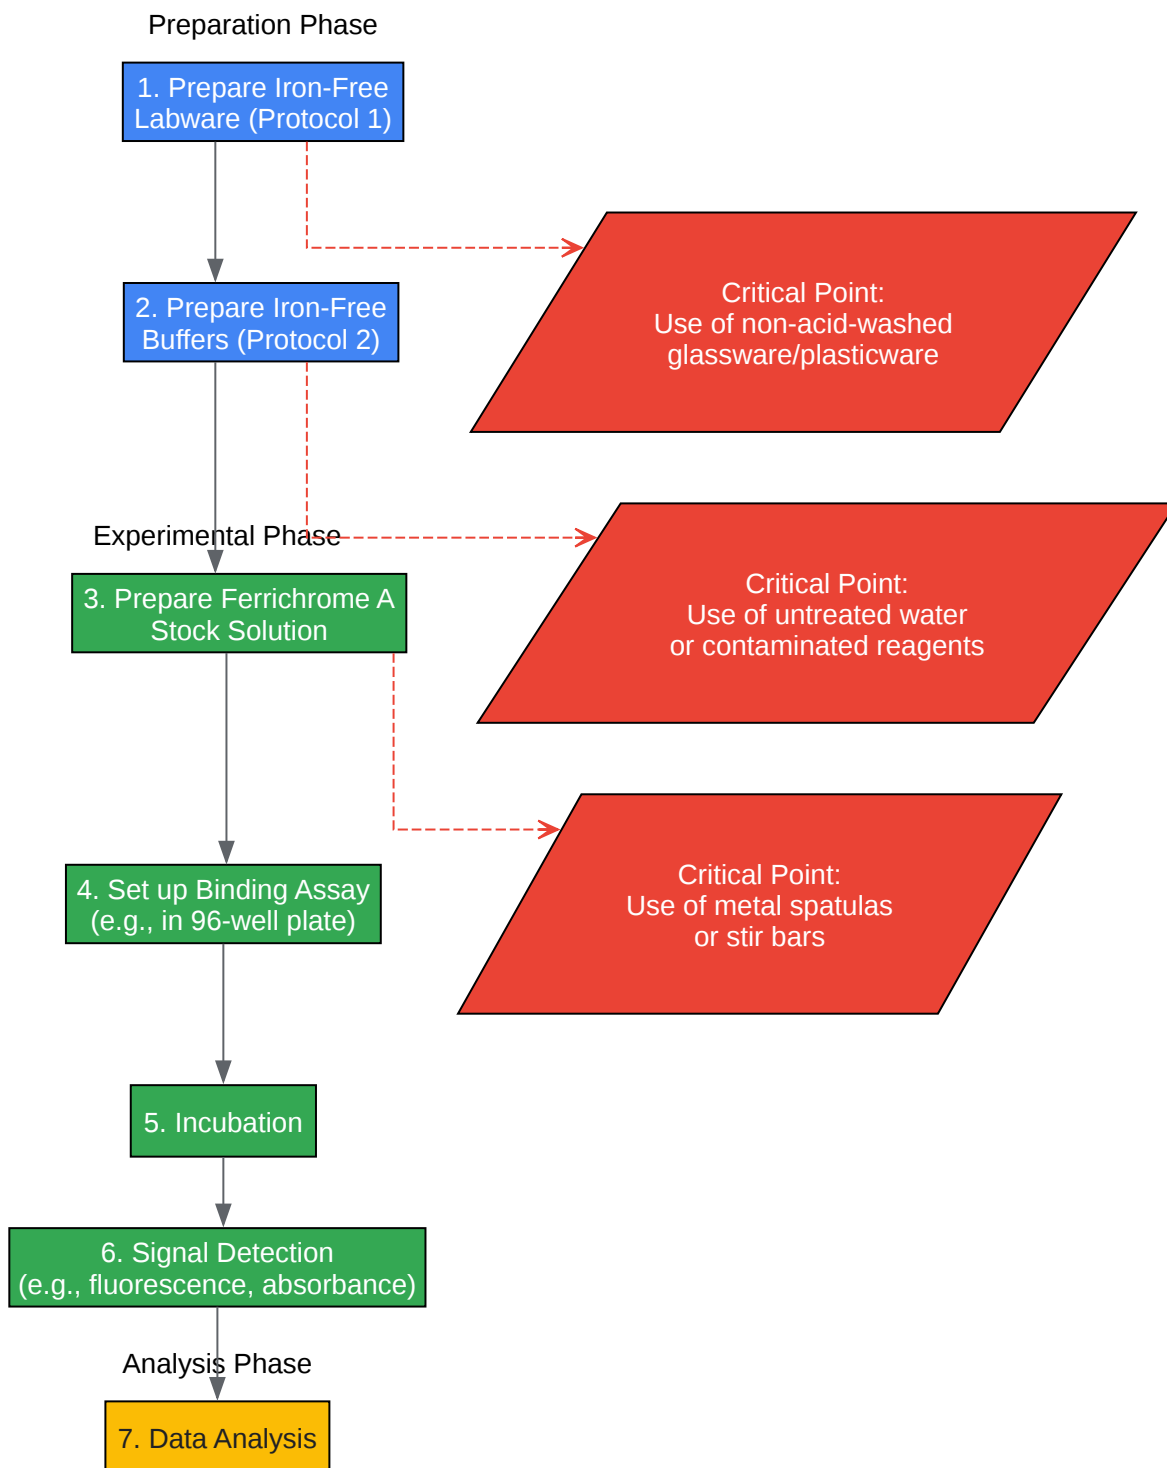 Preparation Phase
1. Prepare Iron-Free
Labware (Protocol 1)
Critical Point:
Use of non-acid-washed
glassware/plasticware
2. Prepare Iron-Free
Buffers (Protocol 2)
Experimental Phase
Critical Point:
Use of untreated water
or contaminated reagents
3. Prepare Ferrichrome A
Stock Solution
Critical Point:
Use of metal spatulas
or stir bars
4. Set up Binding Assay
(e.g., in 96-well plate)
5. Incubation
6. Signal Detection
(e.g., fluorescence, absorbance)
Analysis Phase
7. Data Analysis